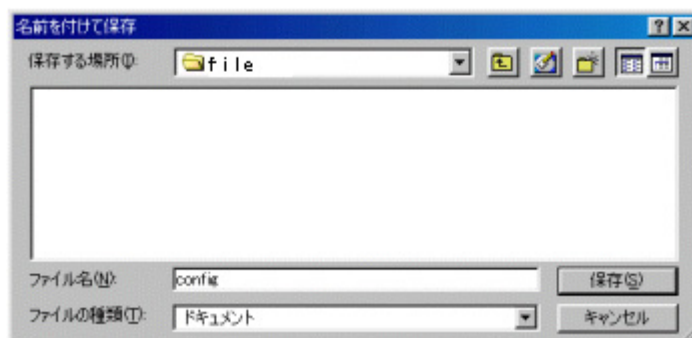 名前を付けて保存
保存する場所(I):
file
ファイル名(N):
config
保存(S)
ファイルの種類(T):
ドキュメント
キャンセル